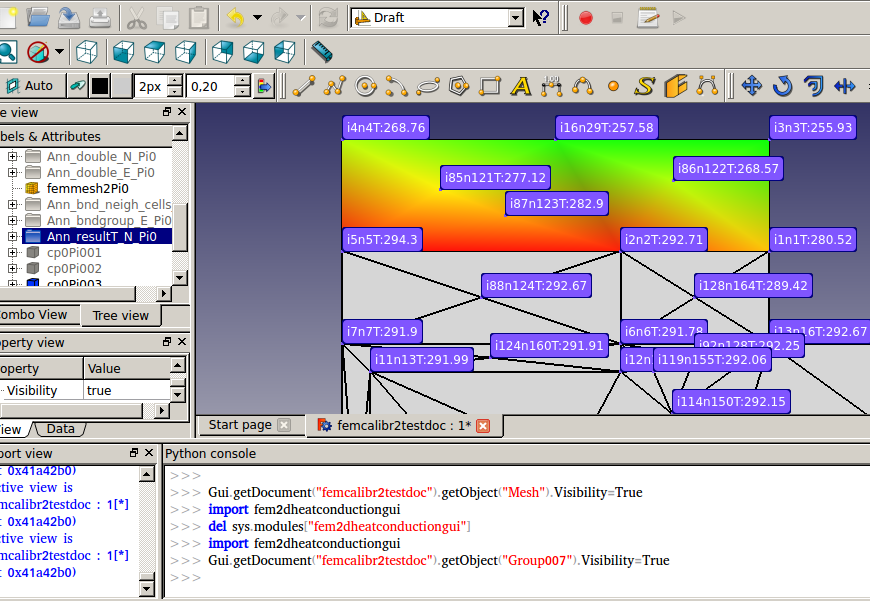 Draft
Auto
2px
0,20
e view
bels & Attributes
Ann_double_N_Pi0
Ann_double_E_Pi0
femmesh2Pi0
Ann_bnd_neigh_cells
Ann_bndgroup_E_Pi0
Ann_resultT_N_Pi0
cp0Pi001
cp0Pi002
cp0Pi003
ombo View
Tree view
operty view
operty
Value
Visibility
true
iew
Data
i4n4T:268.76
i16n29T:257.58
i3n3T:255.93
i85n121T:277.12
i86n122T:268.57
i87n123T:282.9
i5n5T:294.3
i2n2T:292.71
i1n1T:280.52
i88n124T:292.67
i128n164T:289.42
i7n7T:291.9
i6n6T:291.78
i13n16T:292.67
i124n160T:291.91
i92n128T:292.25
i11n13T:291.99
i12n
i119n155T:292.06
i114n150T:292.15
Start page
femcalibr2testdoc : 1*
port view
t 0x41a42b0)
ctive view is
mcalibr2testdoc : 1[*]
t 0x41a42b0)
ctive view is
mcalibr2testdoc : 1[*]
t 0x41a42b0)
Python console
>>>
>>> Gui.getDocument("femcalibr2testdoc").getObject("Mesh").Visibility=True
>>> import fem2dheatconductiongui
>>> del sys.modules["fem2dheatconductiongui"]
>>> import fem2dheatconductiongui
>>> Gui.getDocument("femcalibr2testdoc").getObject("Group007").Visibility=True
>>>